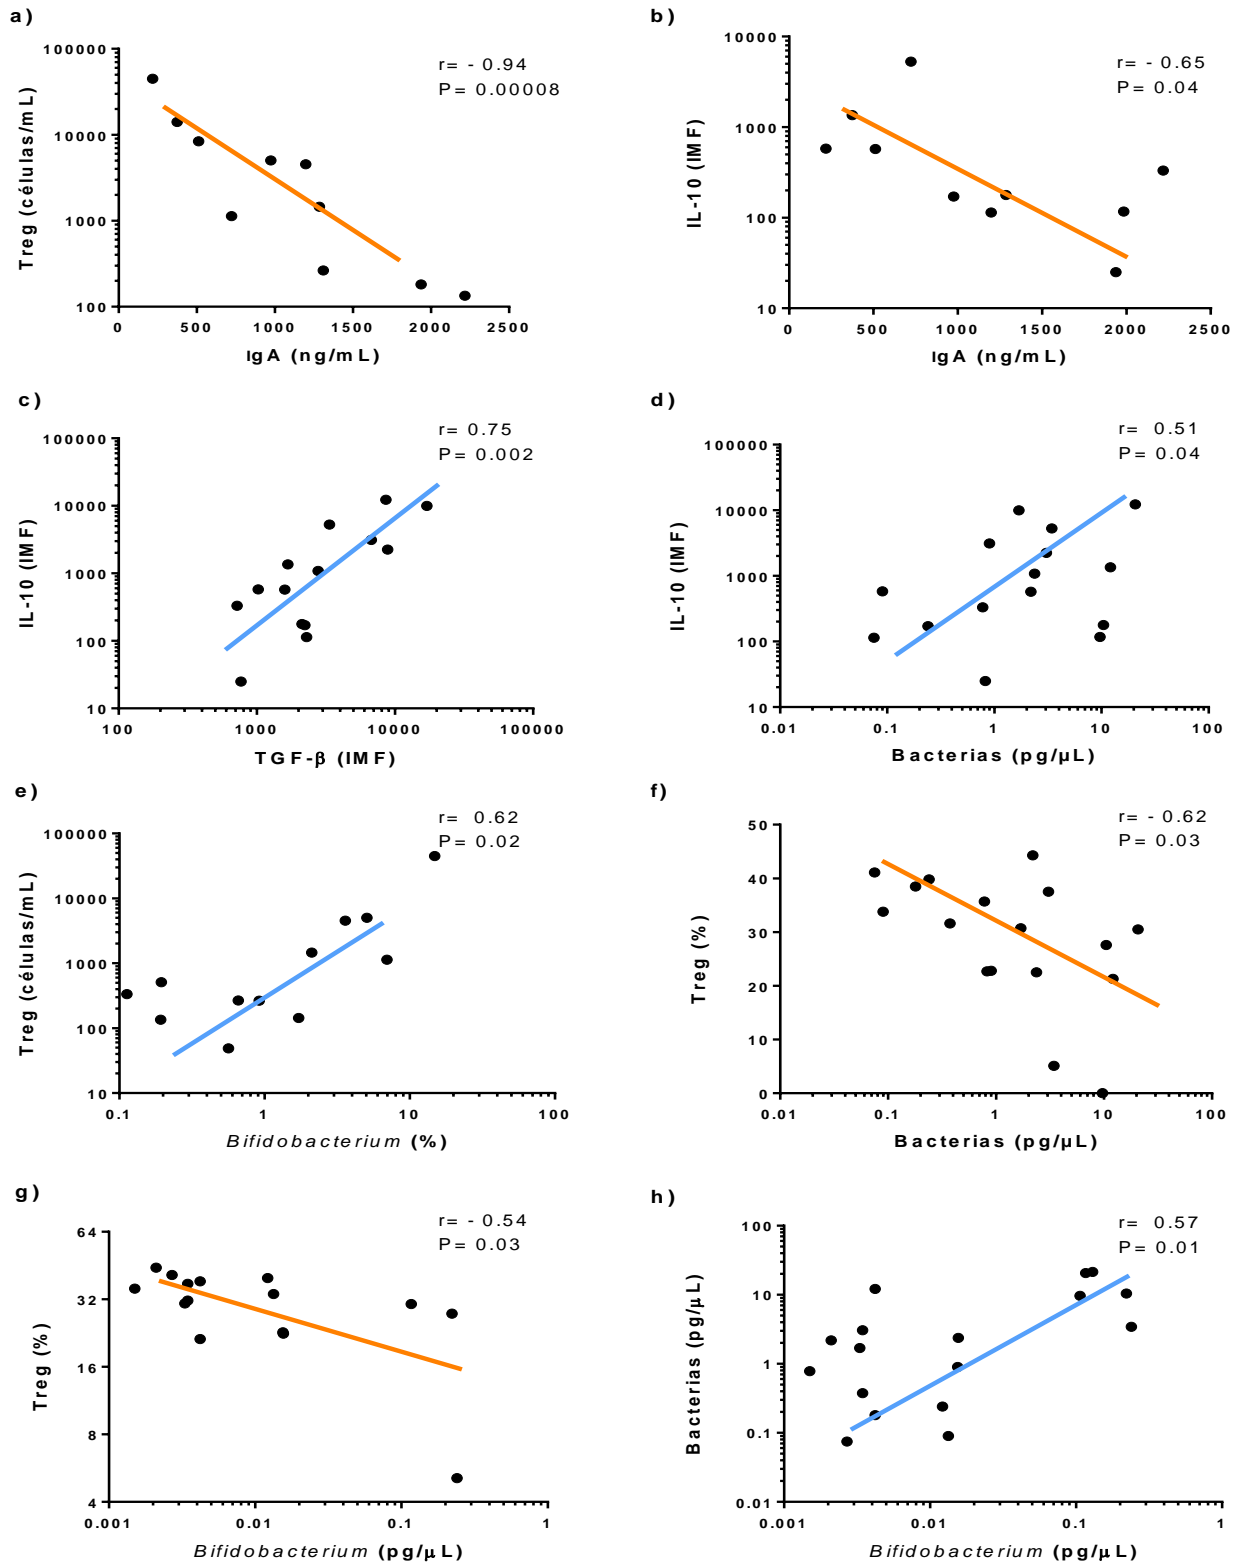 a)
r= - 0.94
P= 0.00008
Treg (células/mL)
100000
10000
1000
100
0 500 1000 1500 2000 2500
IgA (ng/mL)
b)
r= - 0.65
P= 0.04
IL-10 (IMF)
10000
1000
100
10
0 500 1000 1500 2000 2500
IgA (ng/mL)
c)
r= 0.75
P= 0.002
IL-10 (IMF)
100000
10000
1000
100
10
100 1000 10000 100000
TGF-β (IMF)
d)
r= 0.51
P= 0.04
IL-10 (IMF)
100000
10000
1000
100
10
0.01 0.1 1 10 100
Bacterias (pg/µL)
e)
r= 0.62
P= 0.02
Treg (células/mL)
100000
10000
1000
100
10
0.1 1 10 100
Bifidobacterium (%)
f)
r= - 0.62
P= 0.03
Treg (%)
50
40
30
20
10
0
0.01 0.1 1 10 100
Bacterias (pg/µL)
g)
r= - 0.54
P= 0.03
Treg (%)
64
32
16
8
4
0.001 0.01 0.1 1
Bifidobacterium (pg/µL)
h)
r= 0.57
P= 0.01
Bacterias (pg/µL)
100
10
1
0.1
0.01
0.001 0.01 0.1 1
Bifidobacterium (pg/µL)